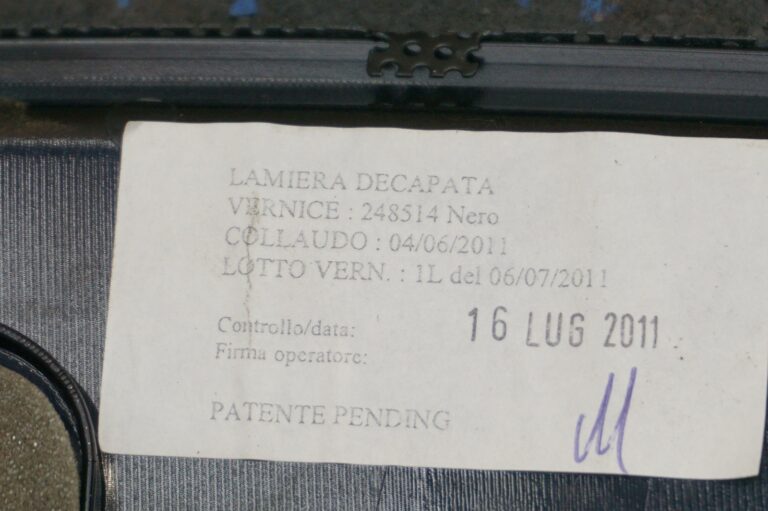 LAMIERA DECAPATA
VERNICE : 248514 Nero
COLLAUDO : 04/06/2011
LOTTO VERN. : 1L del 06/07/2011
Controllo/data: 16 LUG 2011
Firma operatore:
PATENTE PENDING